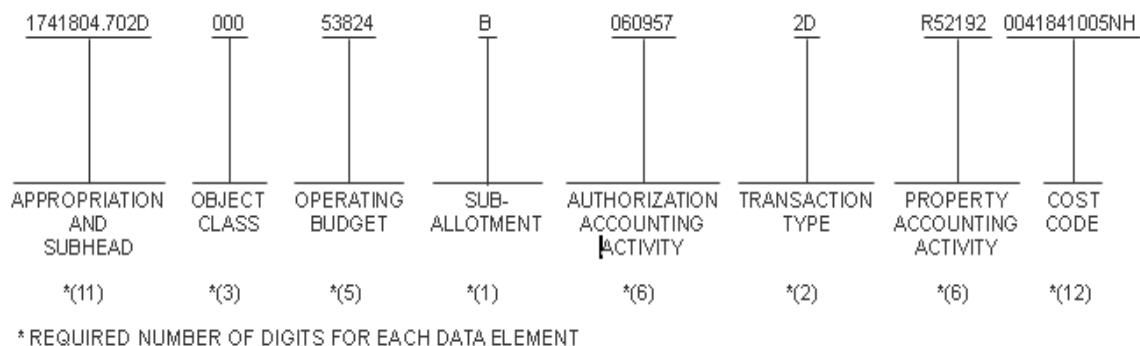 1741804.702D 000 53824 B 060957 2D R52192 0041841005NH
APPROPRIATION OBJECT OPERATING SUB- AUTHORIZATION TRANSACTION PROPERTY COST
AND CLASS BUDGET ALLOTMENT ACCOUNTING TYPE ACCOUNTING CODE
SUBHEAD ACTIVITY ACTIVITY
*(11) *(3) *(5) *(1) *(6) *(2) *(6) *(12)
* REQUIRED NUMBER OF DIGITS FOR EACH DATA ELEMENT